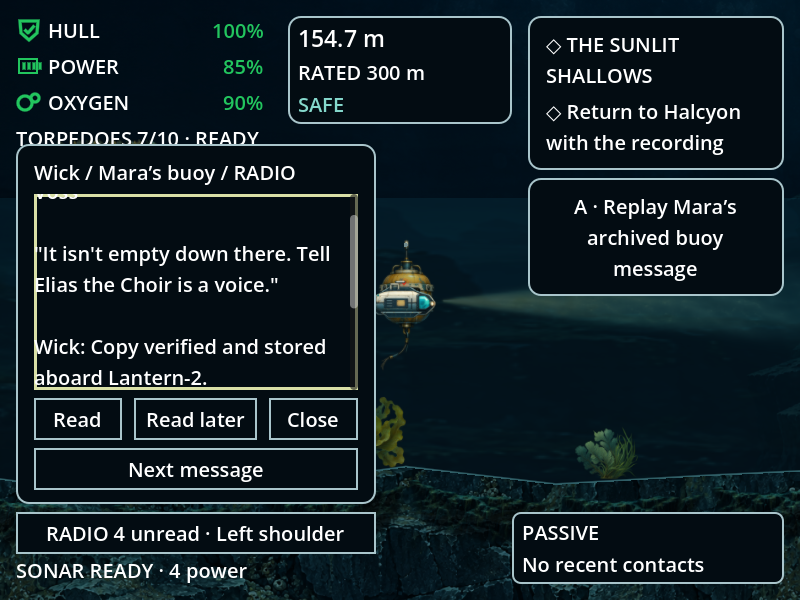 HULL 100%
POWER 85%
OXYGEN 90%
TORPEDOES 7/10 · READY
154.7 m
RATED 300 m
SAFE
◇ THE SUNLIT
SHALLOWS
◇ Return to Halcyon
with the recording
A · Replay Mara’s
archived buoy
message
Wick / Mara’s buoy / RADIO
Voss
"It isn't empty down there. Tell
Elias the Choir is a voice."
Wick: Copy verified and stored
aboard Lantern-2.
Read
Read later
Close
Next message
RADIO 4 unread · Left shoulder
SONAR READY · 4 power
PASSIVE
No recent contacts